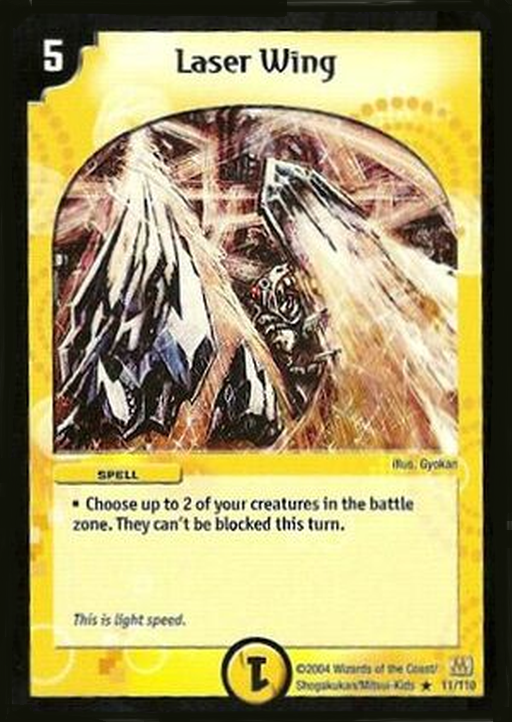 5
Laser Wing
illus. Gyokan
SPELL
▪ Choose up to 2 of your creatures in the battle
zone. They can't be blocked this turn.
This is light speed.
1
©2004 Wizards of the Coast/
Shogakukan/Mitsui-Kids ★ 11/110